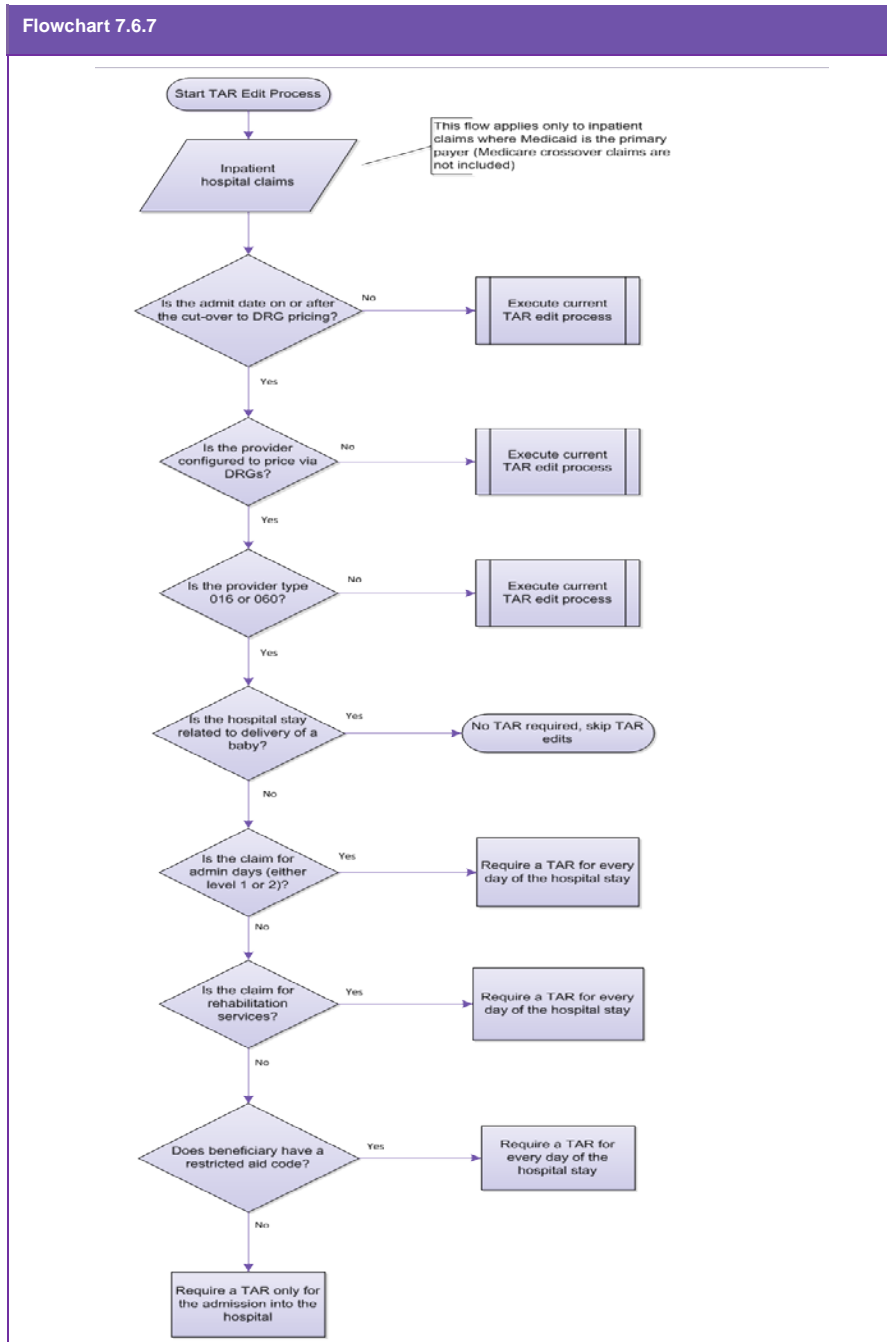 Flowchart 7.6.7
Start TAR Edit Process
This flow applies only to inpatient
claims where Medicaid is the primary
payer (Medicare crossover claims are
not included)
Inpatient
hospital claims
Is the admit date on or after
the cut-over to DRG pricing?
No
Execute current
TAR edit process
Yes
Is the provider
configured to price via
DRGs?
No
Execute current
TAR edit process
Yes
Is the provider type
016 or 060?
No
Execute current
TAR edit process
Yes
Is the hospital stay
related to delivery of a
baby?
Yes
No TAR required, skip TAR
edits
No
Is the claim for
admin days (either
level 1 or 2)?
Yes
Require a TAR for every
day of the hospital stay
No
Is the claim for
rehabilitation
services?
Yes
Require a TAR for every
day of the hospital stay
No
Does beneficiary have a
restricted aid code?
Yes
Require a TAR for
every day of the
hospital stay
No
Require a TAR only for
the admission into the
hospital